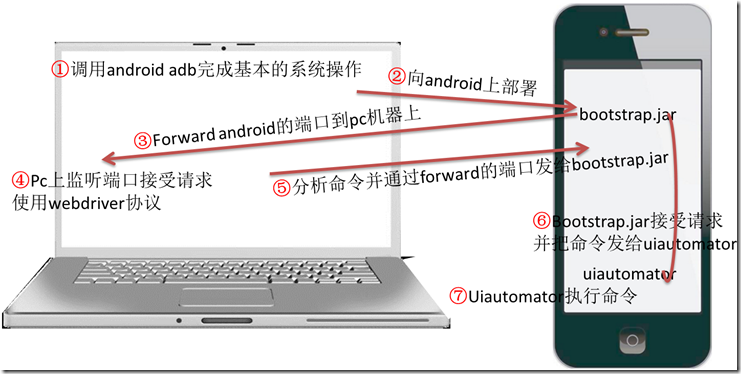 ①调用android adb完成基本的系统操作
②向android上部署
bootstrap.jar
③Forward android的端口到pc机器上
④Pc上监听端口接受请求
使用webdriver协议
⑤分析命令并通过forward的端口发给bootstrap.jar
⑥Bootstrap.jar接受请求
并把命令发给uiautomator
uiautomator
⑦Uiautomator执行命令